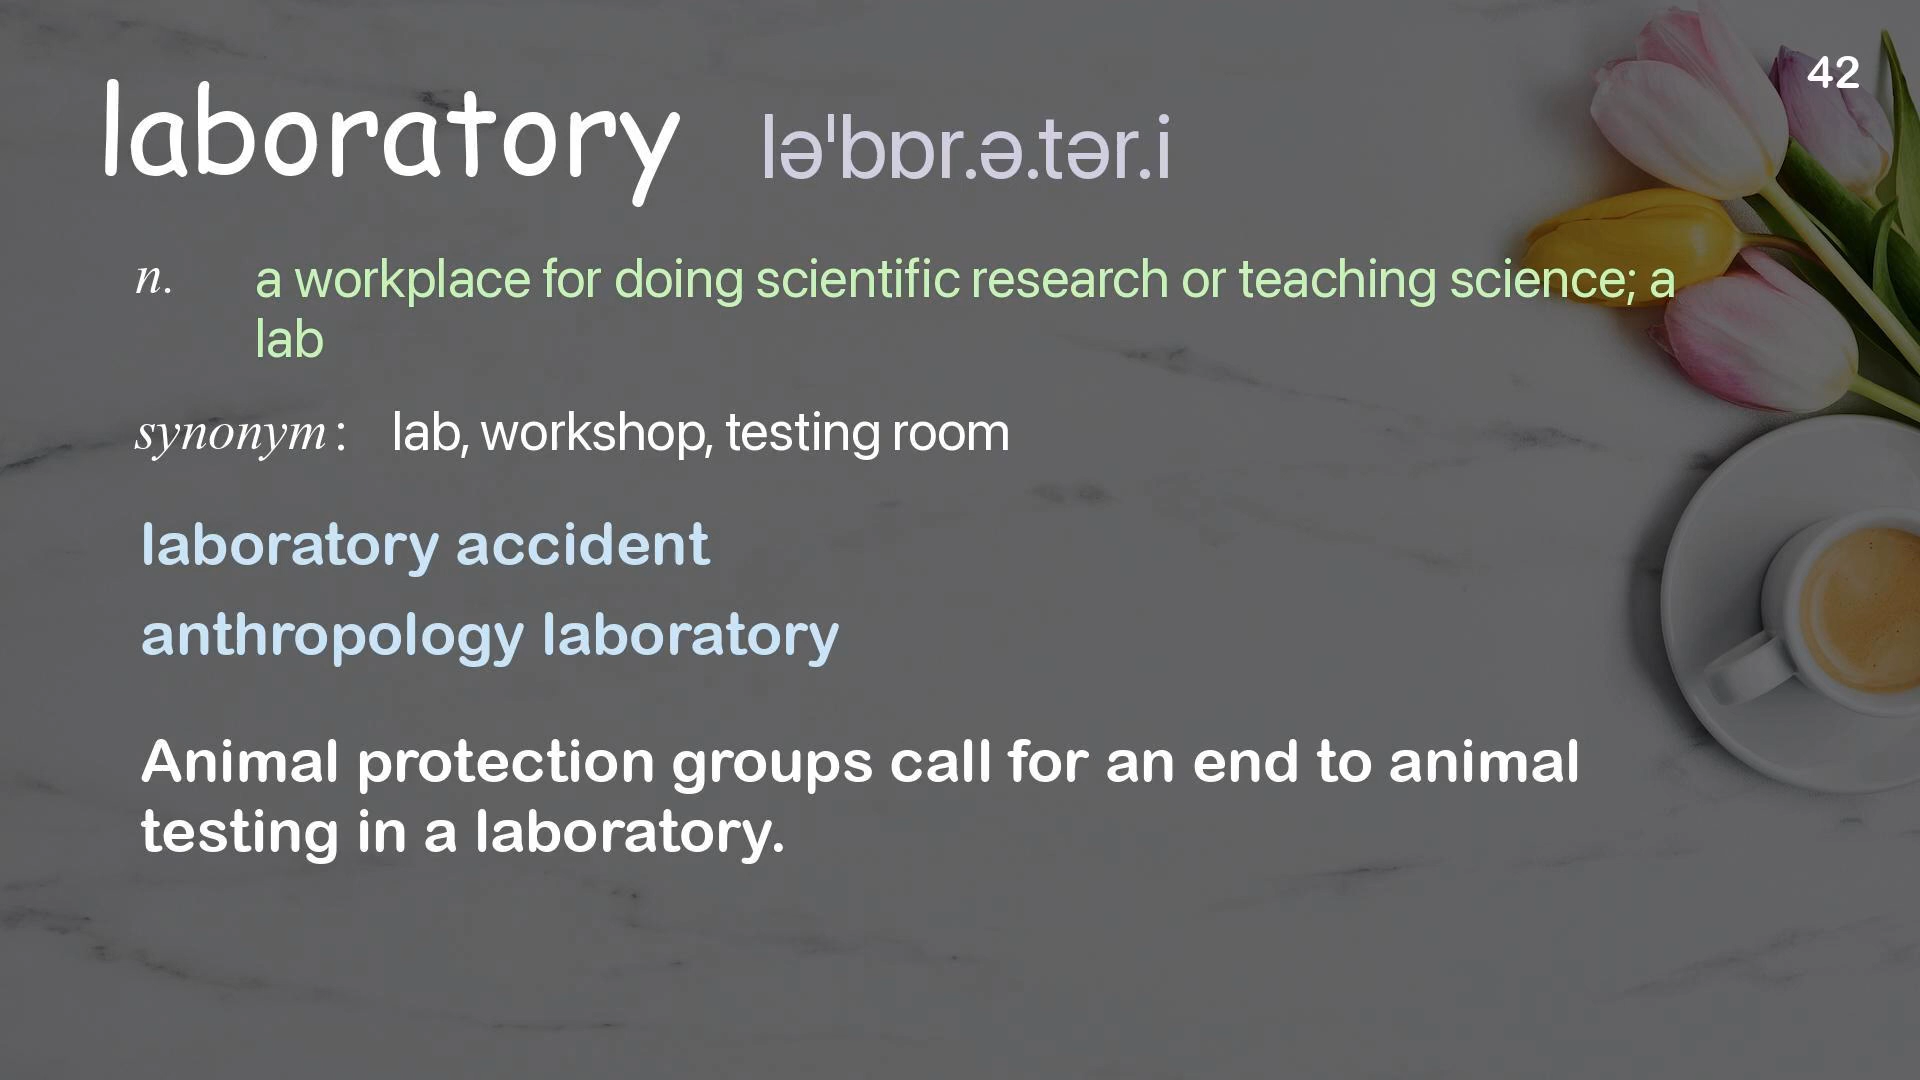 42
laboratory ləˈbɒr.ə.tər.i
n. a workplace for doing scientific research or teaching science; a
lab
synonym: lab, workshop, testing room
laboratory accident
anthropology laboratory
Animal protection groups call for an end to animal
testing in a laboratory.